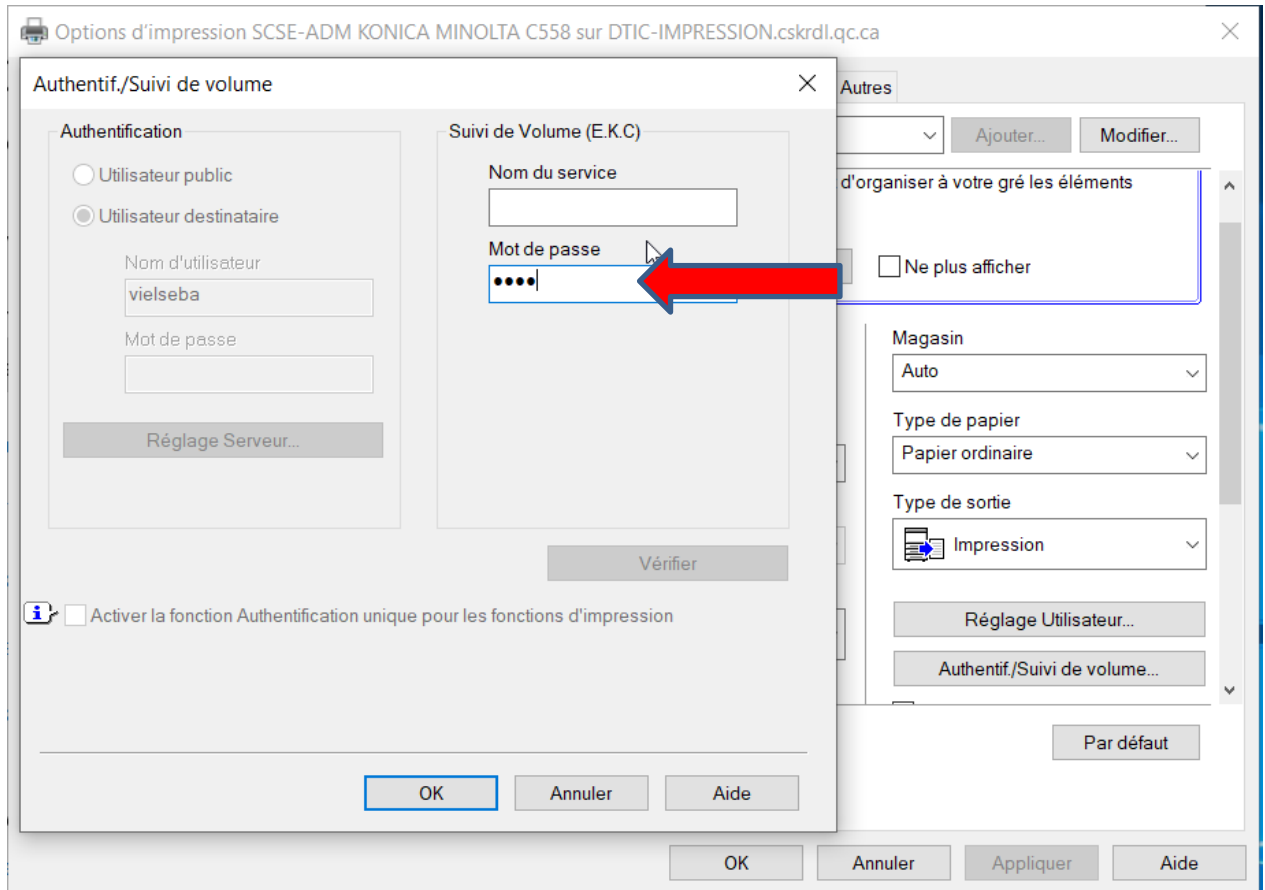 Options d'impression SCSE-ADM KONICA MINOLTA C558 sur DTIC-IMPRESSION.cskrdl.qc.ca
Authentif./Suivi de volume
Authentification
Utilisateur public
Utilisateur destinataire
Nom d'utilisateur
vielseba
Mot de passe
Réglage Serveur...
Suivi de Volume (E.K.C)
Nom du service
Mot de passe
••••
Vérifier
Activer la fonction Authentification unique pour les fonctions d'impression
OK Annuler Aide
Autres
Ajouter... Modifier...
d'organiser à votre gré les éléments
Ne plus afficher
Magasin
Auto
Type de papier
Papier ordinaire
Type de sortie
Impression
Réglage Utilisateur...
Authentif./Suivi de volume...
Par défaut
OK Annuler Appliquer Aide